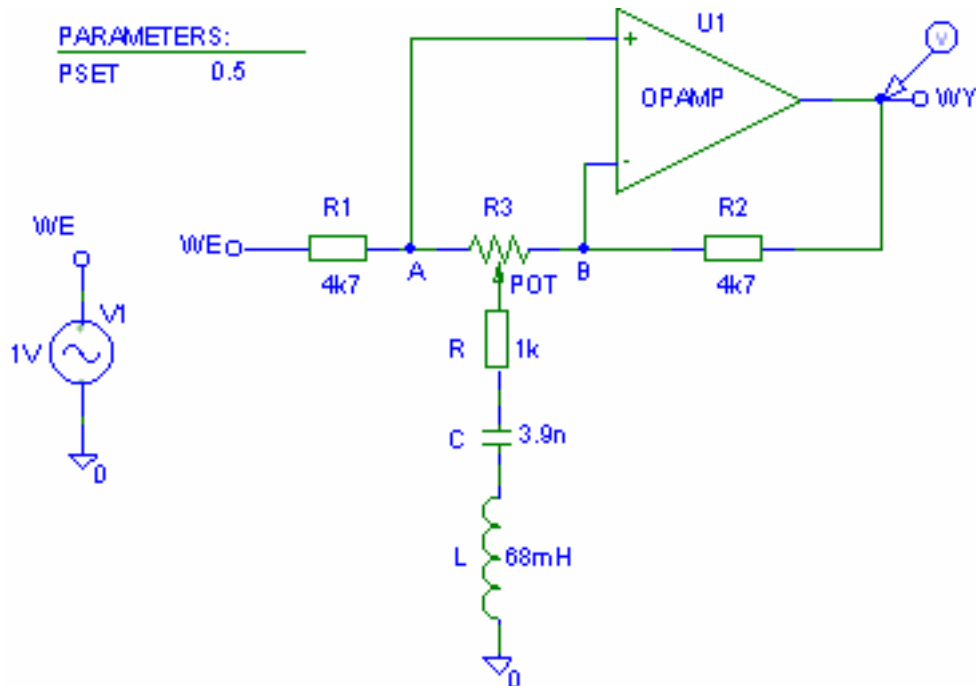 PARAMETERS:
PSET 0.5
U1
+
OPAMP
-
V
WY
R1
R3
R2
WE
WE
A
B
4k7
POT
4k7
V1
1V
R 1k
0
C 3.9n
L 68mH
0